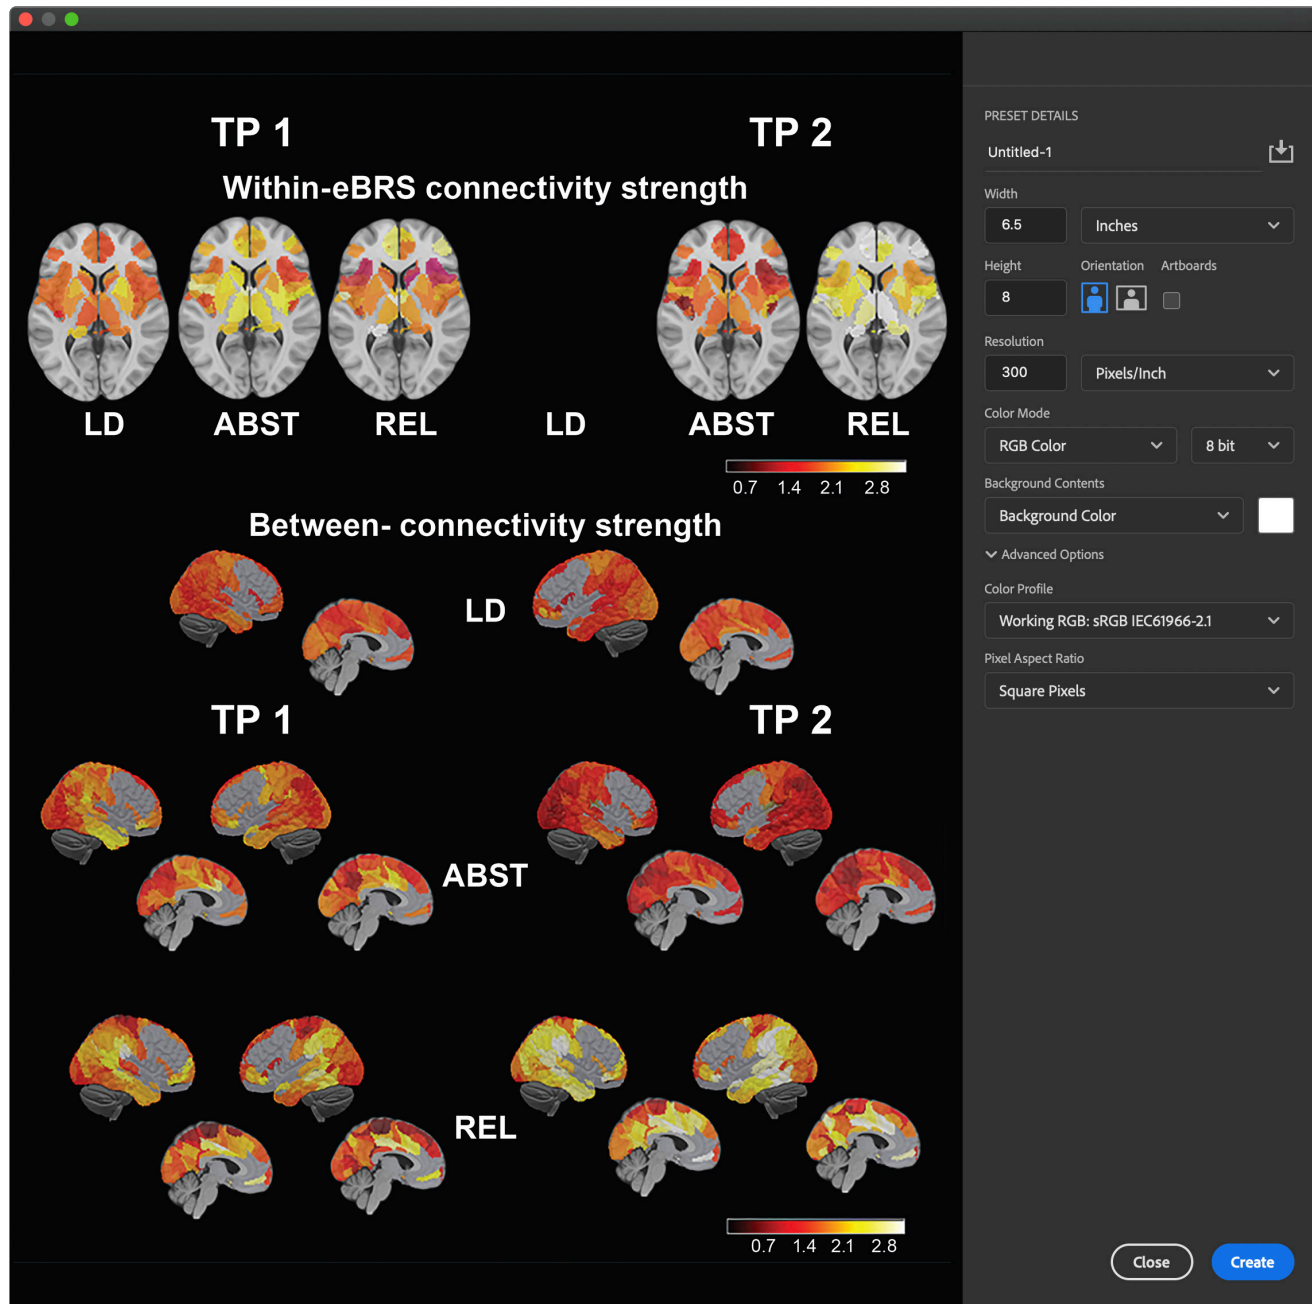 TP 1 TP 2
Within-eBRS connectivity strength
LD ABST REL LD ABST REL
0.7 1.4 2.1 2.8
Between- connectivity strength
LD
TP 1 TP 2
ABST
REL
0.7 1.4 2.1 2.8
PRESET DETAILS
Untitled-1
Width
6.5 Inches
Height Orientation Artboards
8
Resolution
300 Pixels/Inch
Color Mode
RGB Color 8 bit
Background Contents
Background Color
Advanced Options
Color Profile
Working RGB: sRGB IEC61966-2.1
Pixel Aspect Ratio
Square Pixels
Close Create